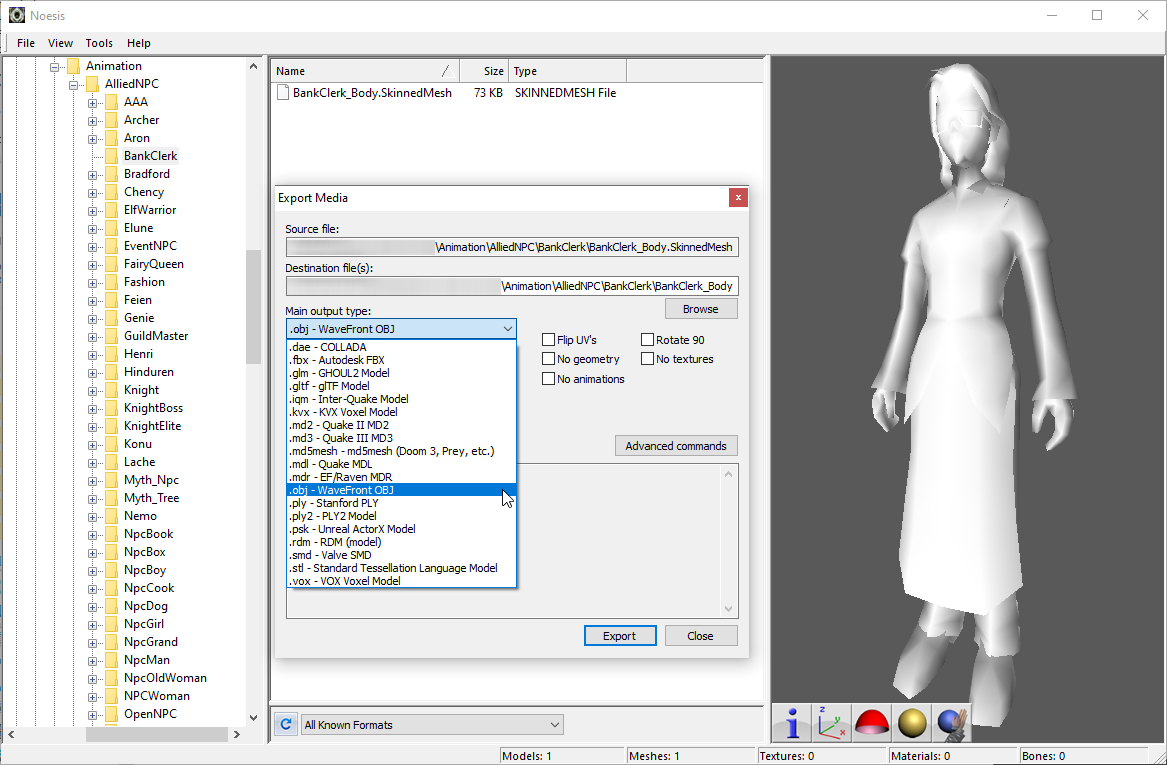 Noesis
File View Tools Help
Animation
AlliedNPC
AAA
Archer
Aron
BankClerk
Bradford
Chency
ElfWarrior
Elune
EventNPC
FairyQueen
Fashion
Feien
Genie
GuildMaster
Henri
Hinduren
Knight
KnightBoss
KnightElite
Konu
Lache
Myth_Npc
Myth_Tree
Nemo
NpcBook
NpcBox
NpcBoy
NpcCook
NpcDog
NpcGirl
NpcGrand
NpcMan
NpcOldWoman
NPCWoman
OpenNPC
Name Size Type
BankClerk_Body.SkinnedMesh 73 KB SKINNEDMESH File
Export Media
x
Source file:
\Animation\AlliedNPC\BankClerk\BankClerk_Body.SkinnedMesh
Destination file(s):
\Animation\AlliedNPC\BankClerk\BankClerk_Body
Main output type:
Browse
.obj - WaveFront OBJ
Flip UV's Rotate 90
No geometry No textures
No animations
.dae - COLLADA
.fbx - Autodesk FBX
.glm - GHOUL2 Model
.gltf - glTF Model
.iqm - Inter-Quake Model
.kvx - KVX Voxel Model
.md2 - Quake II MD2
.md3 - Quake III MD3
.md5mesh - md5mesh (Doom 3, Prey, etc.)
.mdl - Quake MDL
.mdr - EF/Raven MDR
.obj - WaveFront OBJ
.ply - Stanford PLY
.ply2 - PLY2 Model
.psk - Unreal ActorX Model
.rdm - RDM (model)
.smd - Valve SMD
.stl - Standard Tessellation Language Model
.vox - VOX Voxel Model
Advanced commands
Export Close
All Known Formats
z
y
x
Models: 1 Meshes: 1 Textures: 0 Materials: 0 Bones: 0